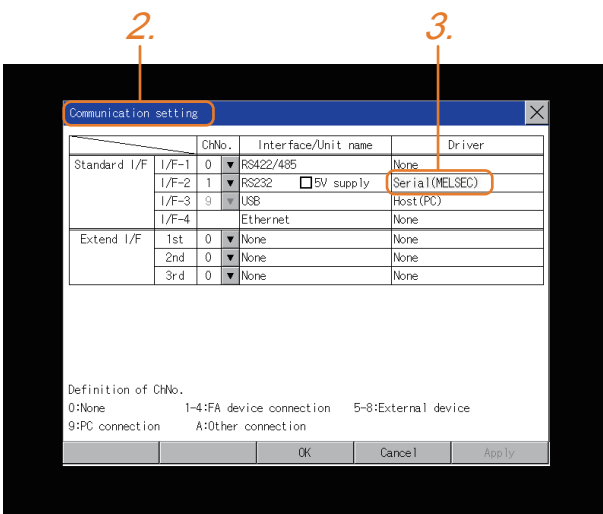 2. 3.
Communication setting
ChNo. Interface/Unit name Driver
Standard I/F I/F-1 0 RS422/485 None
I/F-2 1 RS232 5V supply Serial(MELSEC)
I/F-3 9 USB Host(PC)
I/F-4 Ethernet None
Extend I/F 1st 0 None None
2nd 0 None None
3rd 0 None None
Definition of ChNo.
0:None 1-4:FA device connection 5-8:External device
9:PC connection A:Other connection
OK Cancel Apply